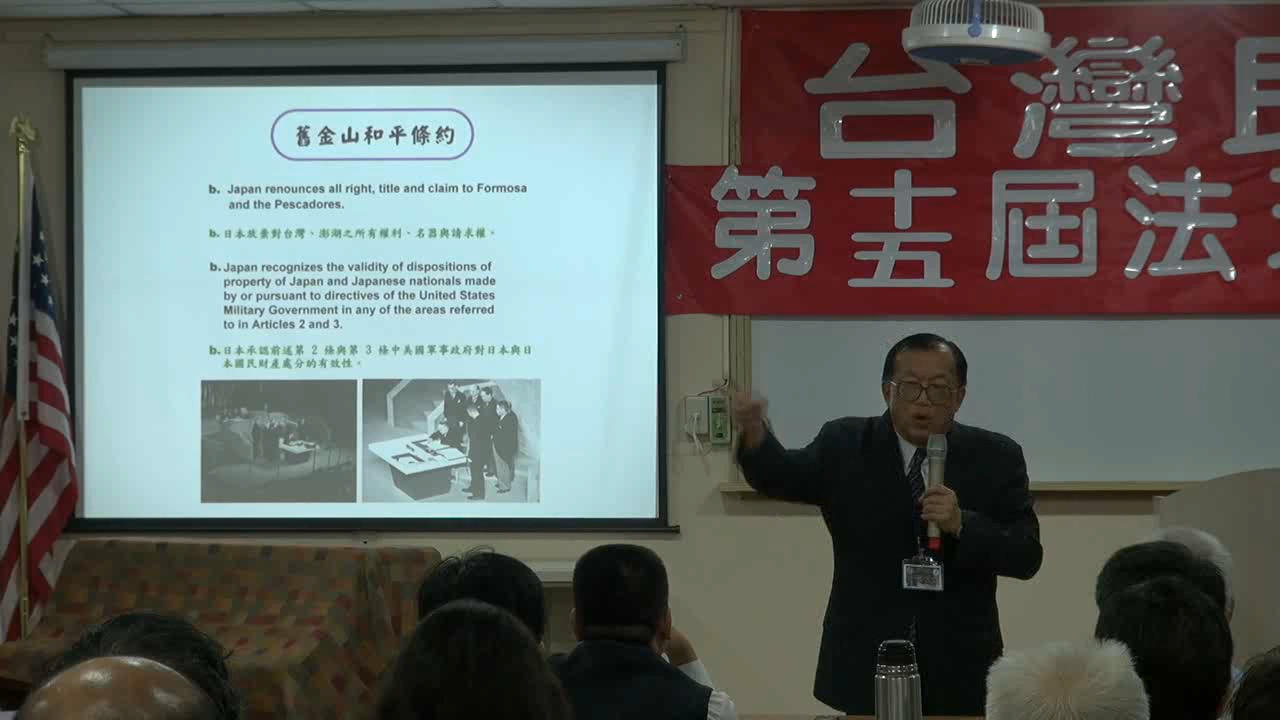 舊金山和平條約
b. Japan renounces all right, title and claim to Formosa
and the Pescadores.
b. 日本放棄對台灣、澎湖之所有權利、名器與請求權。
b. Japan recognizes the validity of dispositions of
property of Japan and Japanese nationals made
by or pursuant to directives of the United States
Military Government in any of the areas referred
to in Articles 2 and 3.
b. 日本承認前述第 2 條與第 3 條中美國軍事政府對日本與日
本國民財產處分的有效性。
台灣
第十五屆法